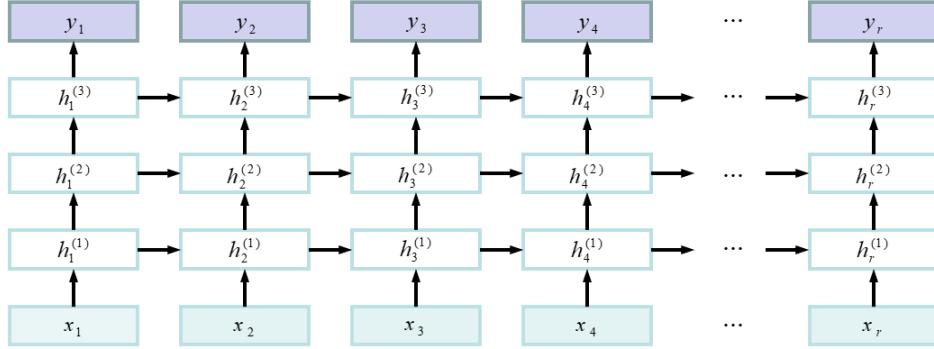 y₁ y₂ y₃ y₄ ... yᵣ
h₁⁽³⁾ h₂⁽³⁾ h₃⁽³⁾ h₄⁽³⁾ ... hᵣ⁽³⁾
h₁⁽²⁾ h₂⁽²⁾ h₃⁽²⁾ h₄⁽²⁾ ... hᵣ⁽²⁾
h₁⁽¹⁾ h₂⁽¹⁾ h₃⁽¹⁾ h₄⁽¹⁾ ... hᵣ⁽¹⁾
x₁ x₂ x₃ x₄ ... xᵣ